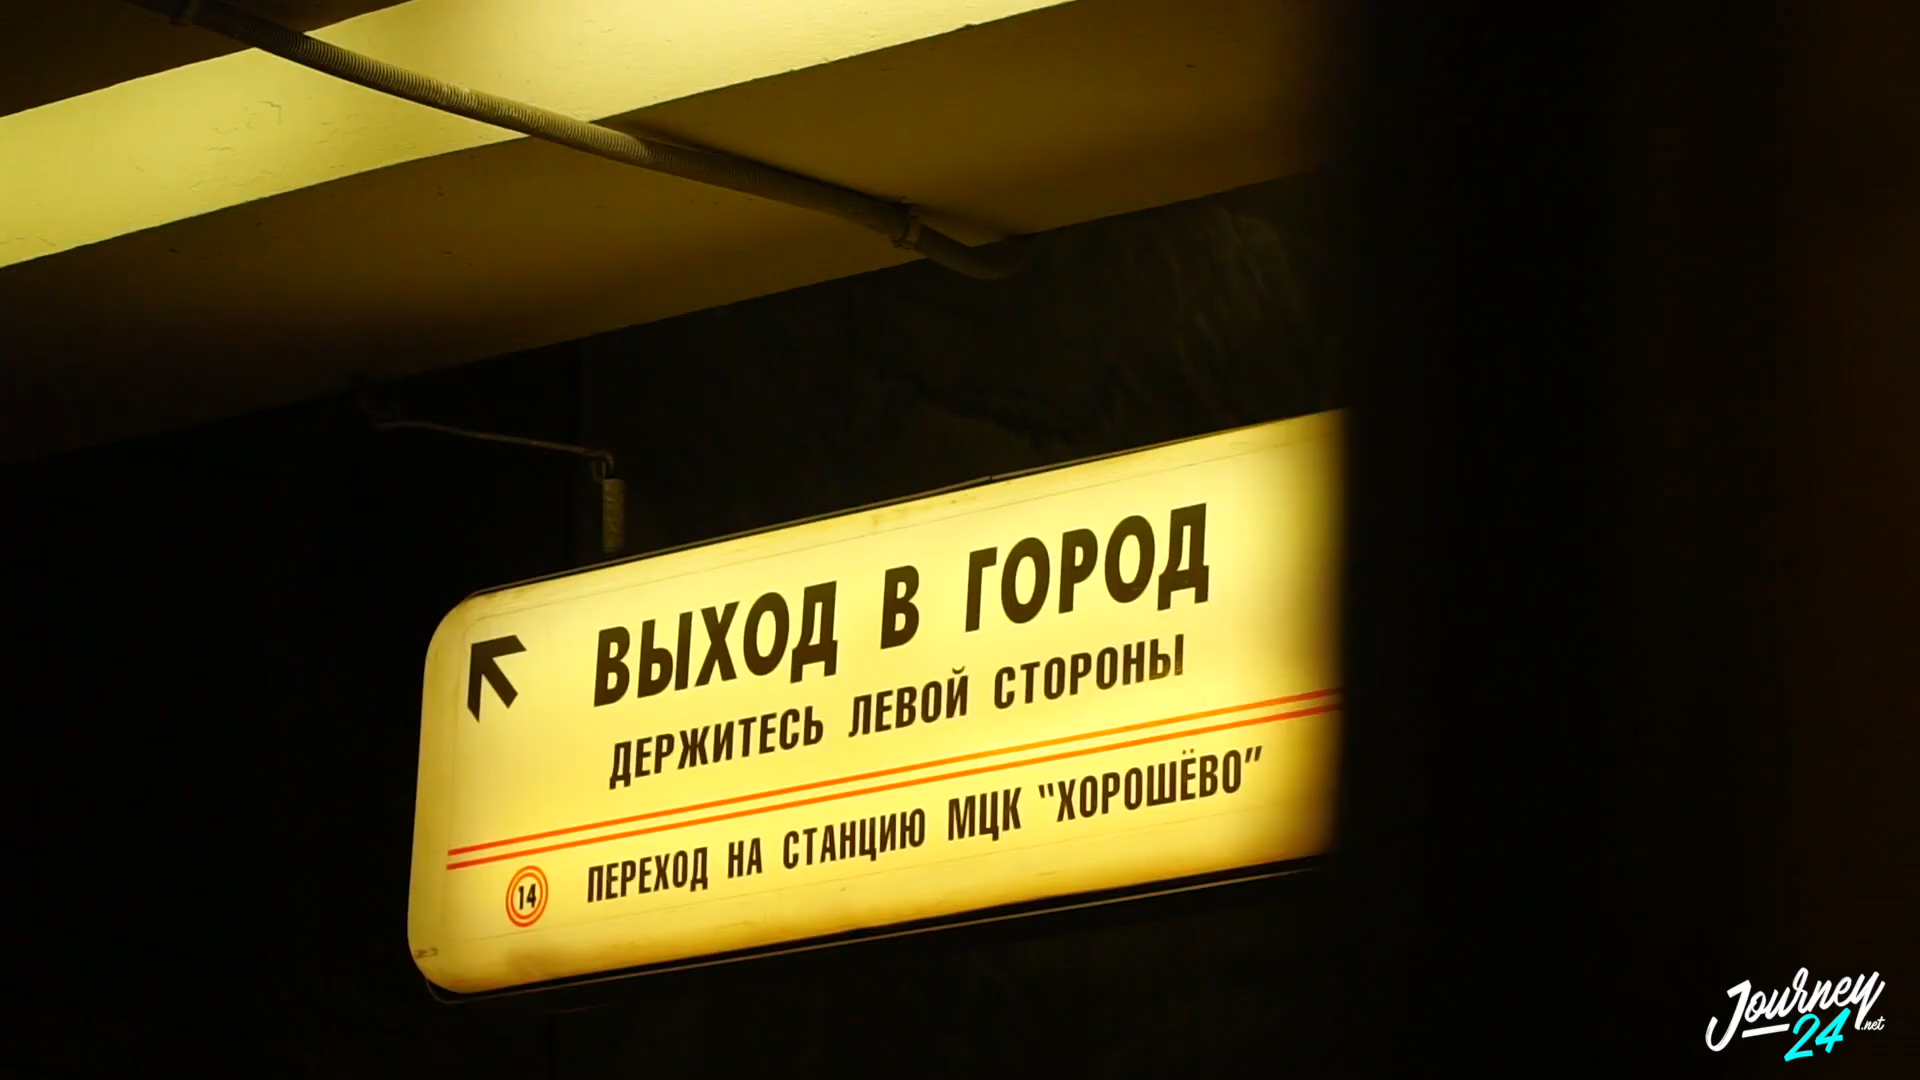 ВЫХОД В ГОРОД
ДЕРЖИТЕСЬ ЛЕВОЙ СТОРОНЫ
14 ПЕРЕХОД НА СТАНЦИЮ МЦК "ХОРОШЁВО"
Journey
24.net